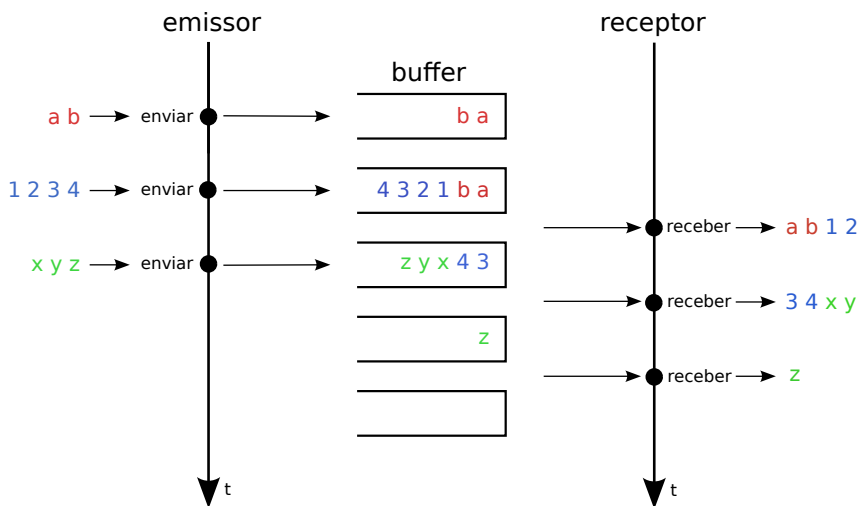 emissor
receptor
buffer
a b
enviar
b a
1 2 3 4
enviar
4 3 2 1 b a
receber
a b 1 2
x y z
enviar
z y x 4 3
receber
3 4 x y
z
receber
z
t
t